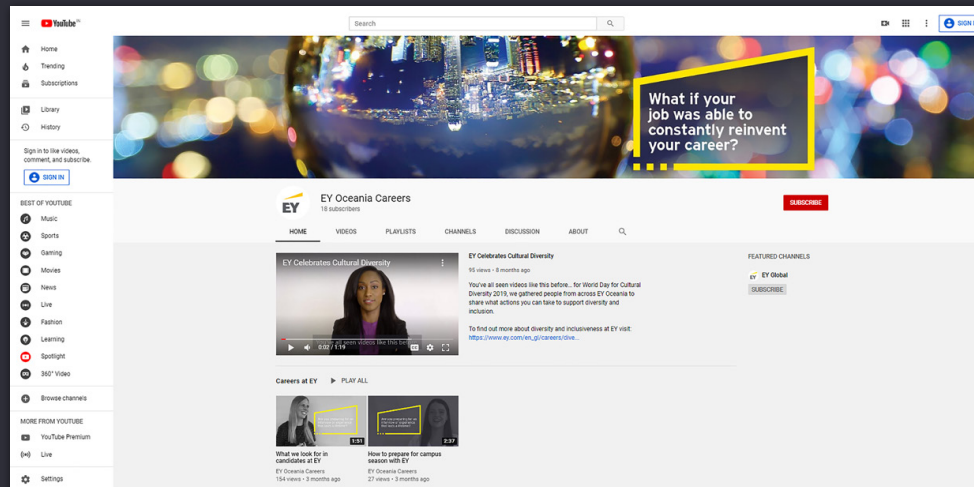 YouTube
Search
SIGN IN
Home
Trending
Subscriptions
Library
History
Sign in to like videos,
comment, and subscribe.
SIGN IN
BEST OF YOUTUBE
Music
Sports
Gaming
Movies
News
Live
Fashion
Learning
Spotlight
360° Video
Browse channels
MORE FROM YOUTUBE
YouTube Premium
Live
Settings
What if your
job was able to
constantly reinvent
your career?
EY
EY Oceania Careers
18 subscribers
SUBSCRIBE
HOME VIDEOS PLAYLISTS CHANNELS DISCUSSION ABOUT
EY Celebrates Cultural Diversity
You've all seen videos like this bef
0:02 / 1:19
EY Celebrates Cultural Diversity
95 views • 8 months ago
You've all seen videos like this before... for World Day for Cultural
Diversity 2019, we gathered people from across EY Oceania to
share what actions you can take to support diversity and
inclusion.
To find out more about diversity and inclusiveness at EY visit:
https://www.ey.com/en_gl/careers/dive...
FEATURED CHANNELS
EY
EY Global
SUBSCRIBE
Careers at EY PLAY ALL
1:51
What we look for in
candidates at EY
EY Oceania Careers
154 views • 3 months ago
2:37
How to prepare for campus
season with EY
EY Oceania Careers
27 views • 3 months ago